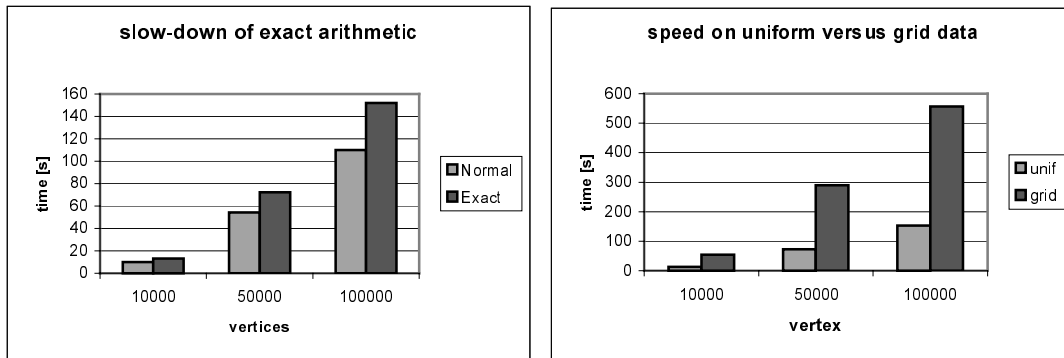 slow-down of exact arithmetic
160
140
120
100
80
60
40
20
0
time [s]
10000 50000 100000
vertices
Normal
Exact
speed on uniform versus grid data
600
500
400
300
200
100
0
time [s]
10000 50000 100000
vertex
unif
grid